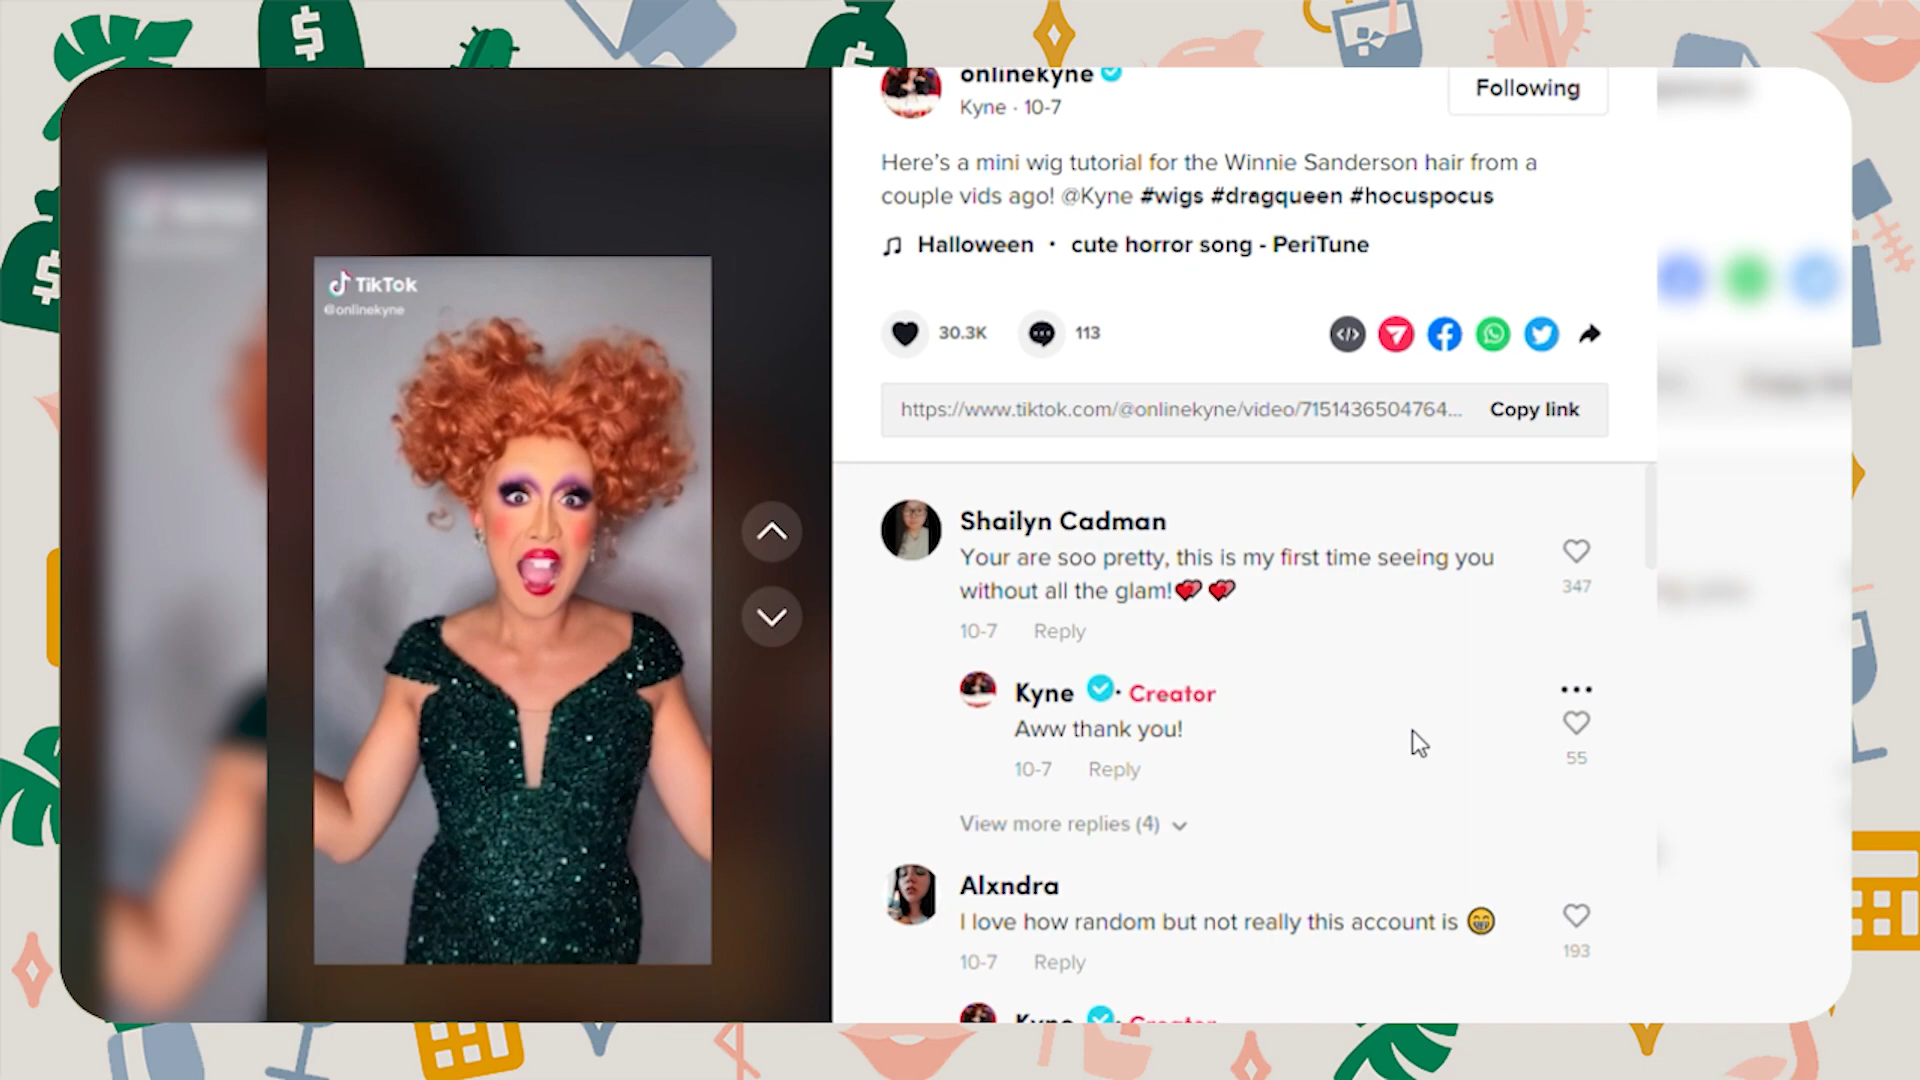 TikTok
@onlinekyne
onlinekyne
Kyne · 10-7
Following
Here's a mini wig tutorial for the Winnie Sanderson hair from a
couple vids ago! @Kyne #wigs #dragqueen #hocuspocus
Halloween · cute horror song - PeriTune
30.3K
113
https://www.tiktok.com/@onlinekyne/video/7151436504764...
Copy link
Shailyn Cadman
Your are soo pretty, this is my first time seeing you
without all the glam!💕 💕
347
10-7 Reply
Kyne · Creator
Aww thank you!
55
10-7 Reply
View more replies (4)
Alxndra
I love how random but not really this account is 😁
193
10-7 Reply
Kyne · Creator
$
$
$